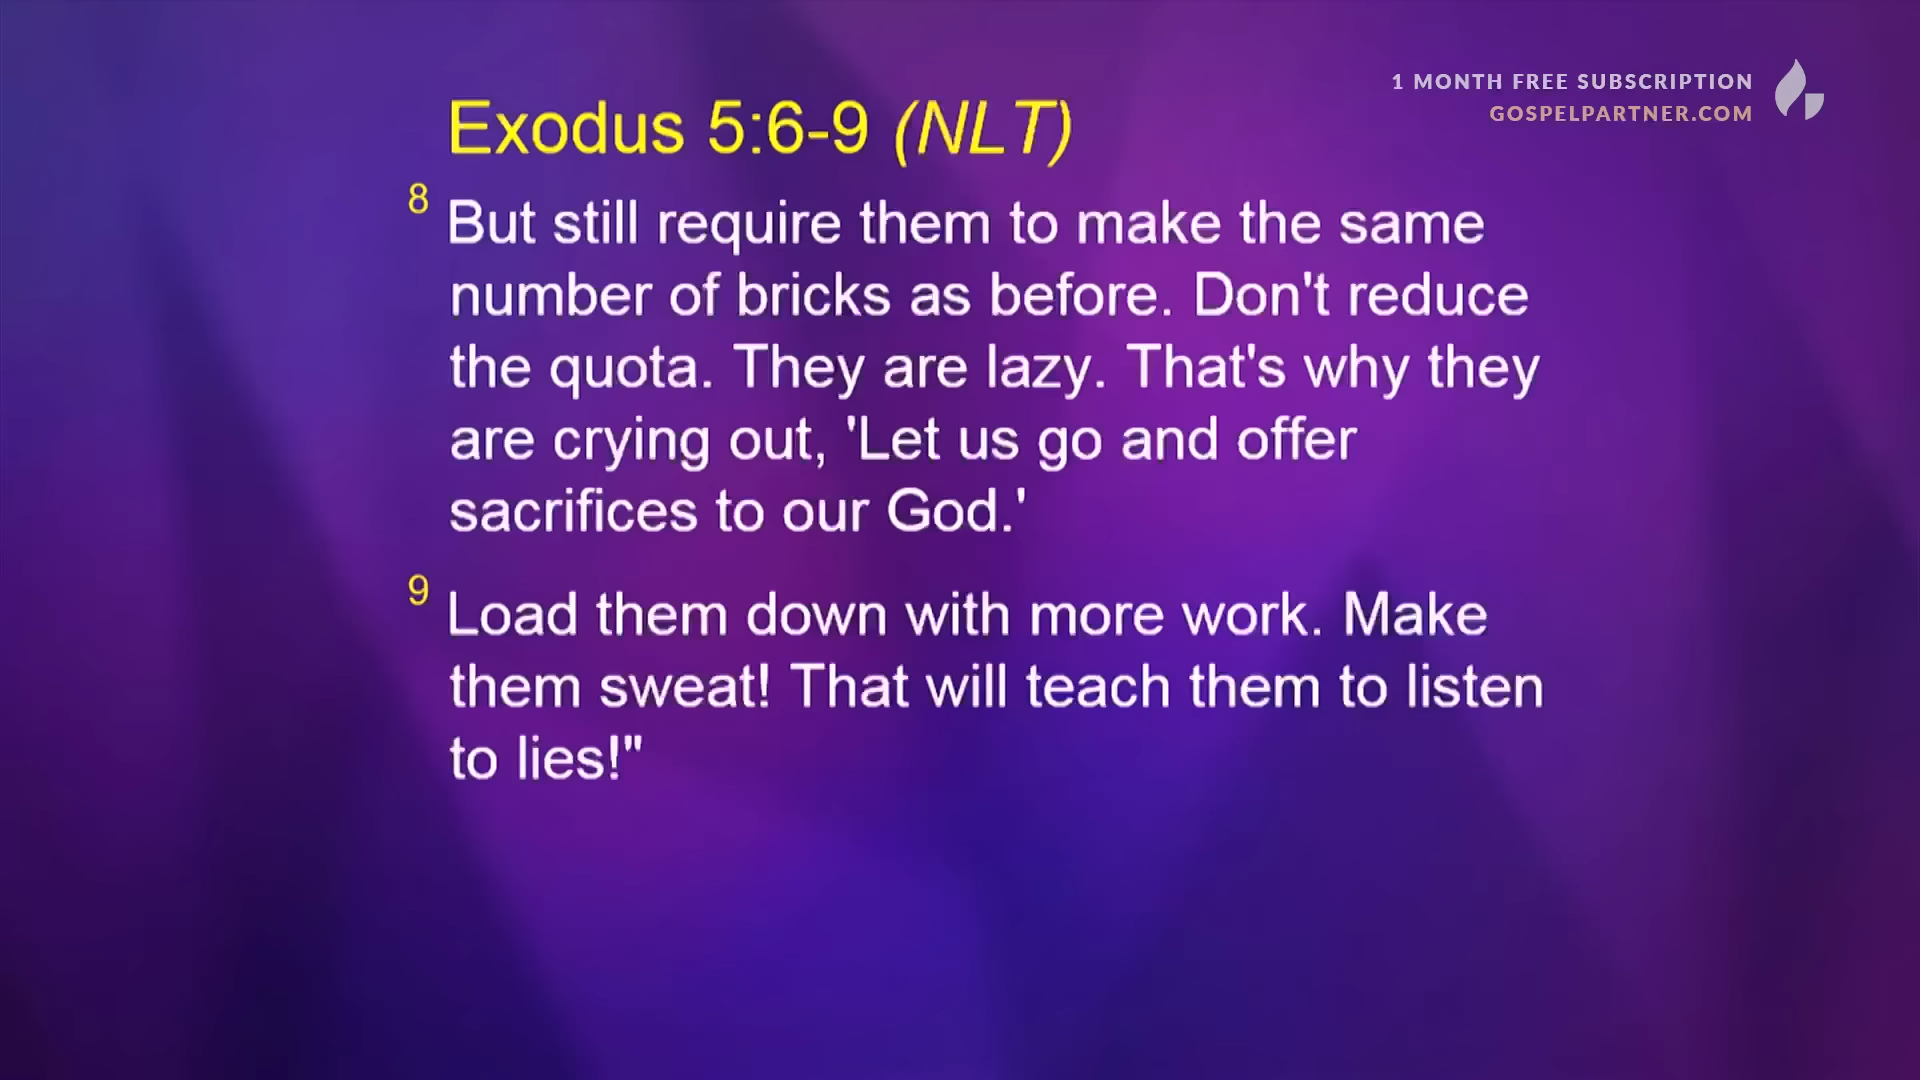 1 MONTH FREE SUBSCRIPTION
GOSPELPARTNER.COM
Exodus 5:6-9 (NLT)
8 But still require them to make the same
number of bricks as before. Don't reduce
the quota. They are lazy. That's why they
are crying out, 'Let us go and offer
sacrifices to our God.'
9 Load them down with more work. Make
them sweat! That will teach them to listen
to lies!"